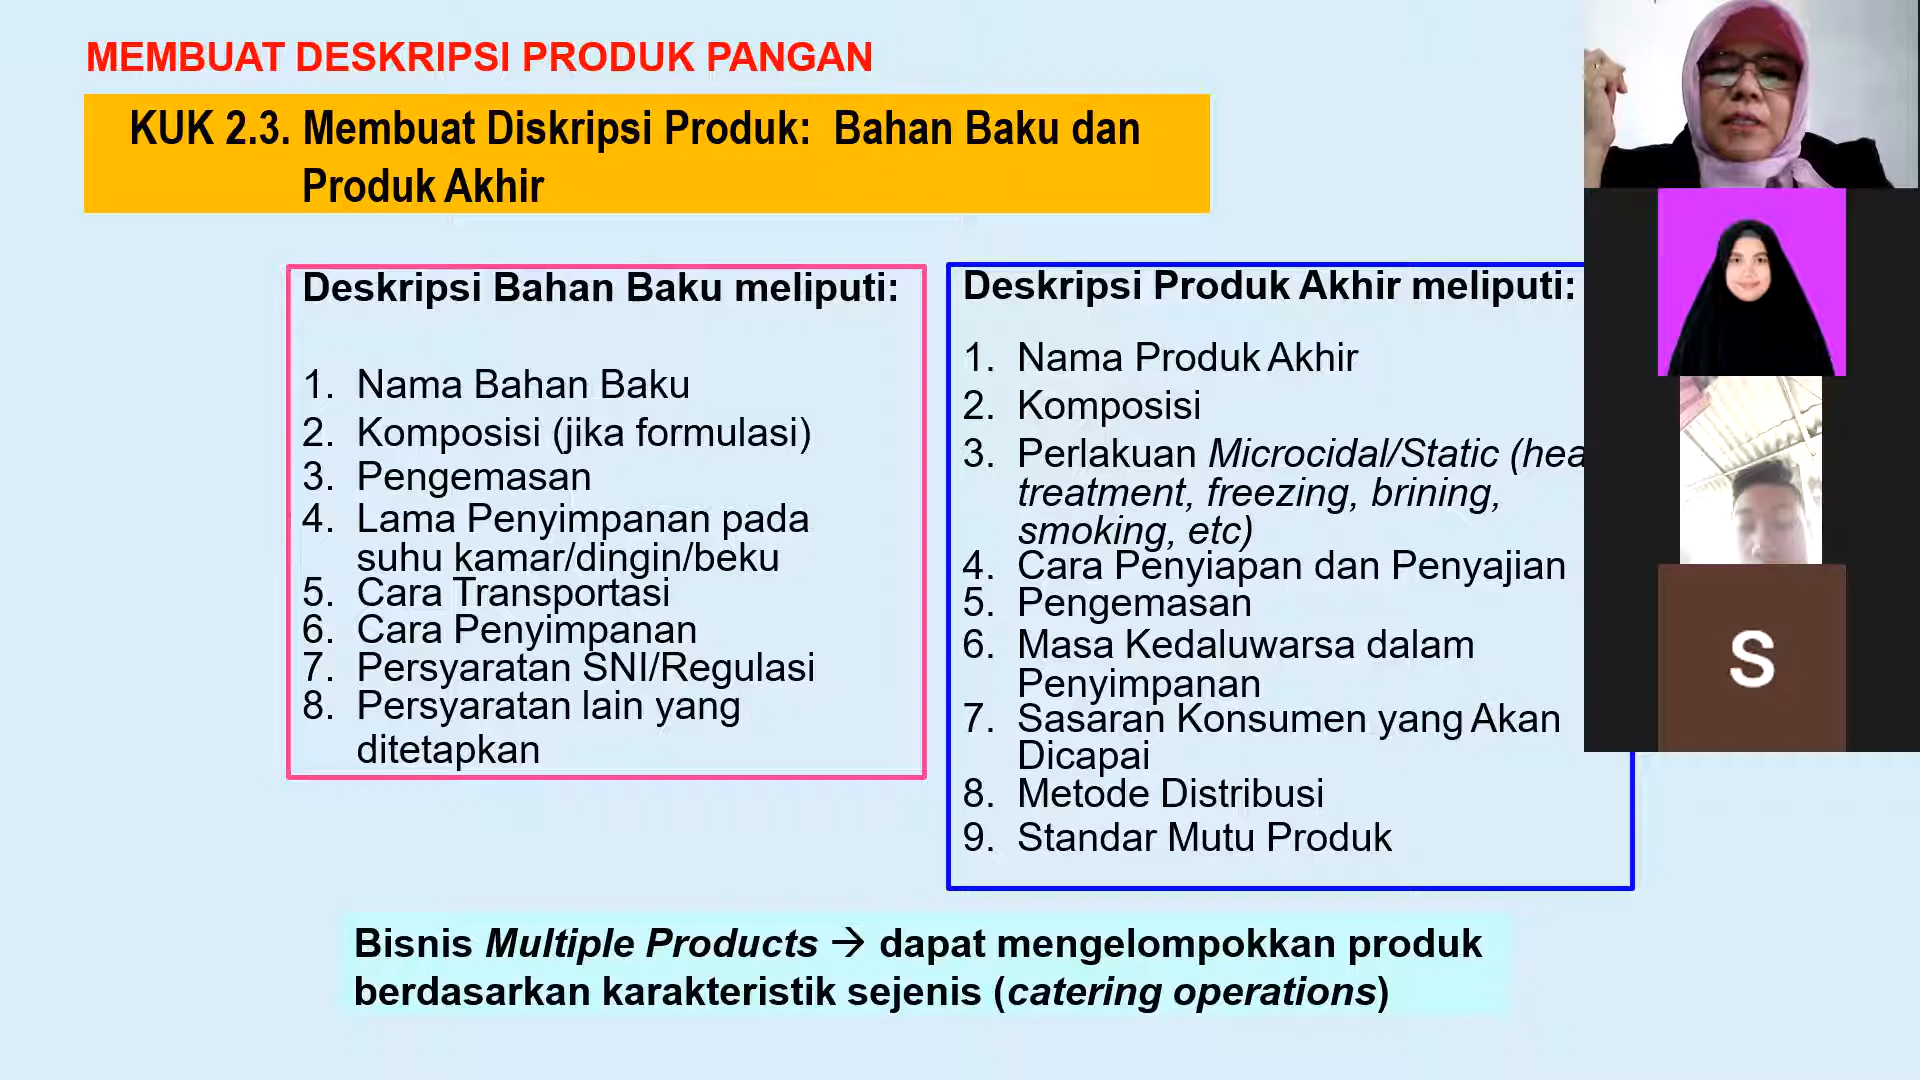 MEMBUAT DESKRIPSI PRODUK PANGAN
KUK 2.3. Membuat Diskripsi Produk: Bahan Baku dan
Produk Akhir
Deskripsi Bahan Baku meliputi:
1. Nama Bahan Baku
2. Komposisi (jika formulasi)
3. Pengemasan
4. Lama Penyimpanan pada
suhu kamar/dingin/beku
5. Cara Transportasi
6. Cara Penyimpanan
7. Persyaratan SNI/Regulasi
8. Persyaratan lain yang
ditetapkan
Deskripsi Produk Akhir meliputi:
1. Nama Produk Akhir
2. Komposisi
3. Perlakuan Microcidal/Static (hea
treatment, freezing, brining,
smoking, etc)
4. Cara Penyiapan dan Penyajian
5. Pengemasan
6. Masa Kedaluwarsa dalam
Penyimpanan
7. Sasaran Konsumen yang Akan
Dicapai
8. Metode Distribusi
9. Standar Mutu Produk
Bisnis Multiple Products → dapat mengelompokkan produk
berdasarkan karakteristik sejenis (catering operations)
S